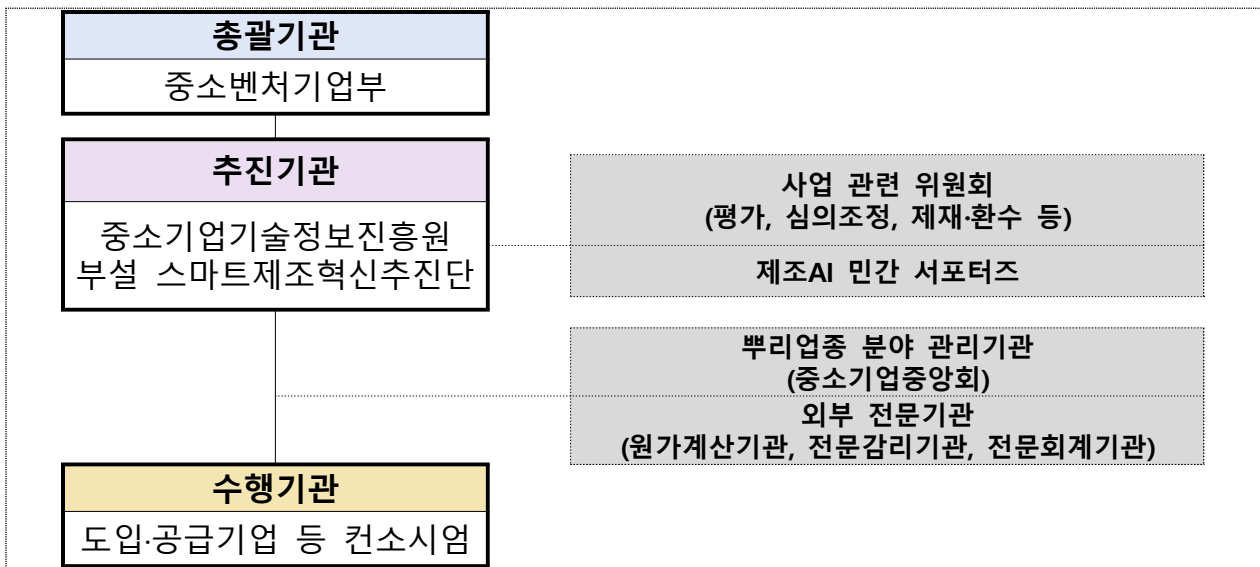 총괄기관
중소벤처기업부
추진기관
중소기업기술정보진흥원
부설 스마트제조혁신추진단
사업 관련 위원회
(평가, 심의조정, 제재·환수 등)
제조AI 민간 서포터즈
뿌리업종 분야 관리기관
(중소기업중앙회)
외부 전문기관
(원가계산기관, 전문감리기관, 전문회계기관)
수행기관
도입·공급기업 등 컨소시엄